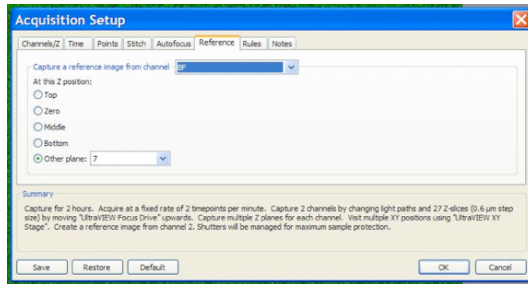 Acquisition Setup
Channels/Z Time Points Stitch Autofocus Reference Rules Notes
Capture a reference image from channel BF
At this Z position:
Top
Zero
Middle
Bottom
Other plane: 7
Summary
Capture for 2 hours. Acquire at a fixed rate of 2 timepoints per minute. Capture 2 channels by changing light paths and 27 Z-slices (0.6 µm step
size) by moving "UltraVIEW Focus Drive" upwards. Capture multiple Z planes for each channel. Visit multiple XY positions using "UltraVIEW XY
Stage". Create a reference image from channel 2. Shutters will be managed for maximum sample protection.
Save Restore Default OK Cancel